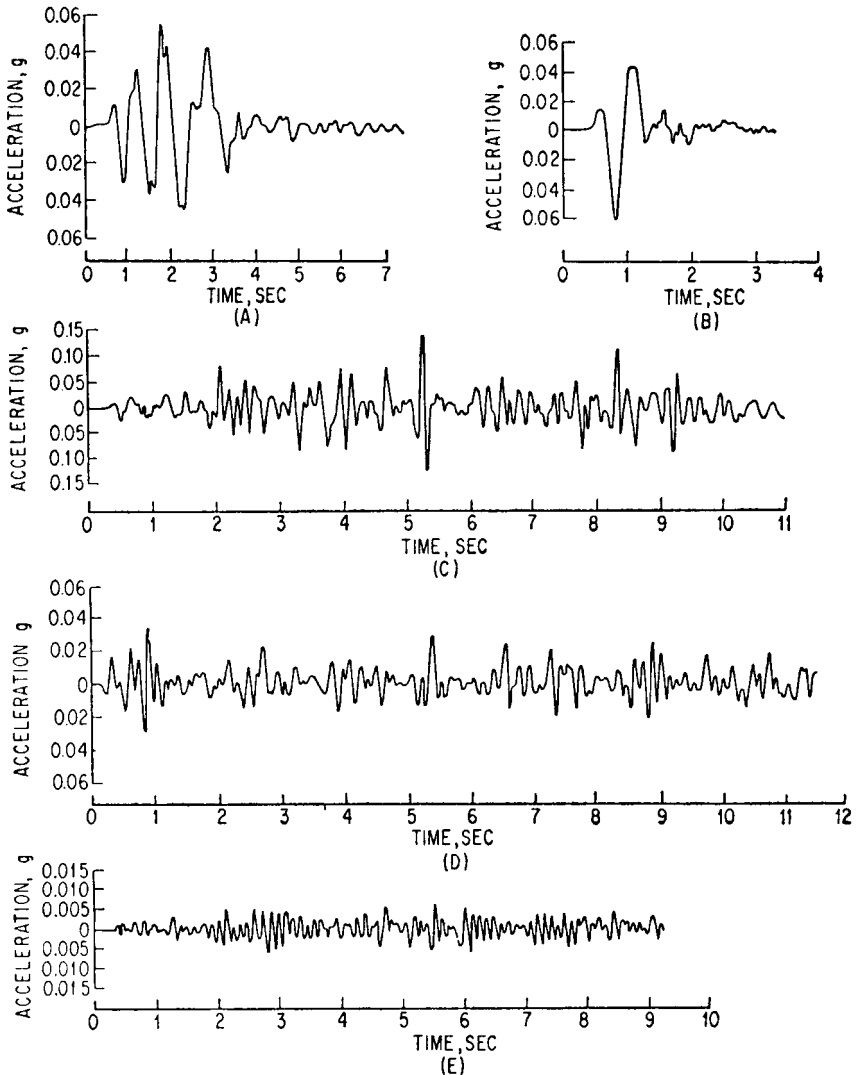 0.06
0.04
0.02
0
0.02
0.04
0.06
ACCELERATION, g
0 1 2 3 4 5 6 7
TIME, SEC
(A)
0.06
0.04
0.02
0
0.02
0.04
0.06
ACCELERATION, g
0 1 2 3 4
TIME, SEC
(B)
0.15
0.10
0.05
0
0.05
0.10
0.15
ACCELERATION, g
0 1 2 3 4 5 6 7 8 9 10 11
TIME, SEC
(C)
0.06
0.04
0.02
0
0.02
0.04
0.06
ACCELERATION g
0 1 2 3 4 5 6 7 8 9 10 11 12
TIME, SEC
(D)
0.015
0.010
0.005
0
0.005
0.010
0.015
ACCELERATION, g
0 1 2 3 4 5 6 7 8 9 10
TIME, SEC
(E)